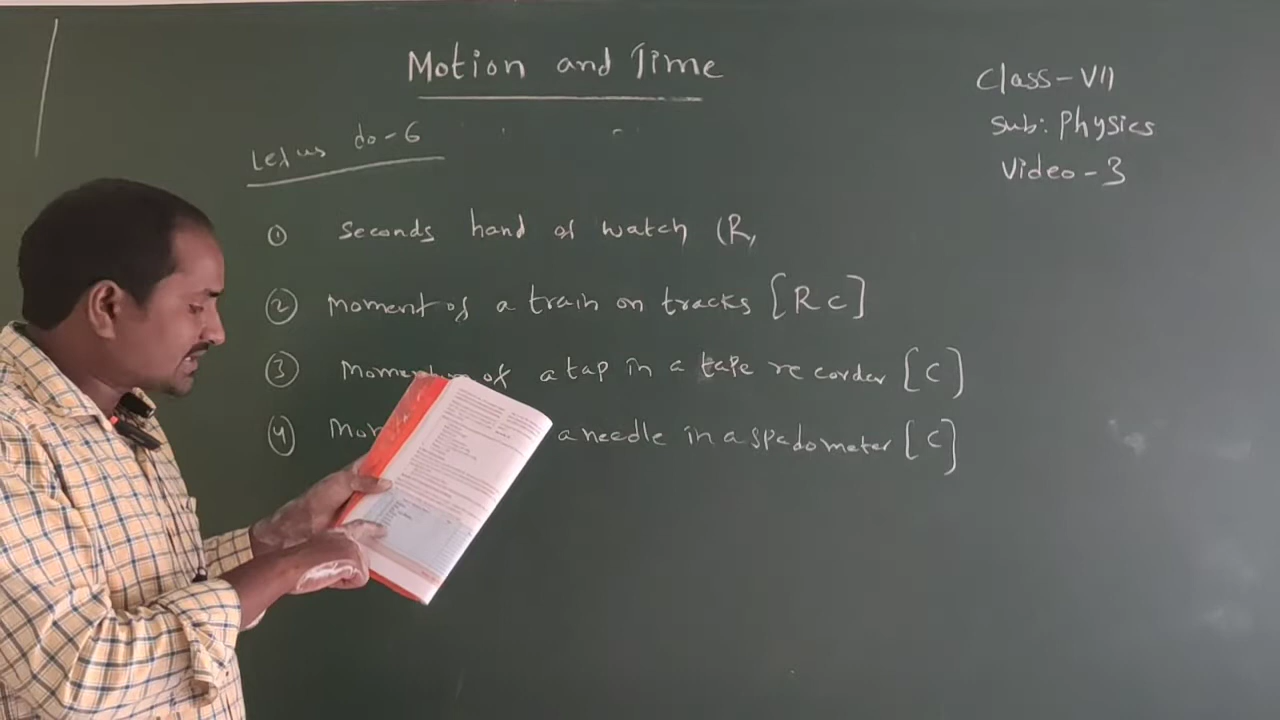 Motion and Time
Class-VII
Sub: Physics
Video-3
Let us do-6
① Seconds hand of watch (R,
② Moment of a train on tracks [R C]
③ of a tap in a tape recorder [C]
④ a needle in a spedometer [C]